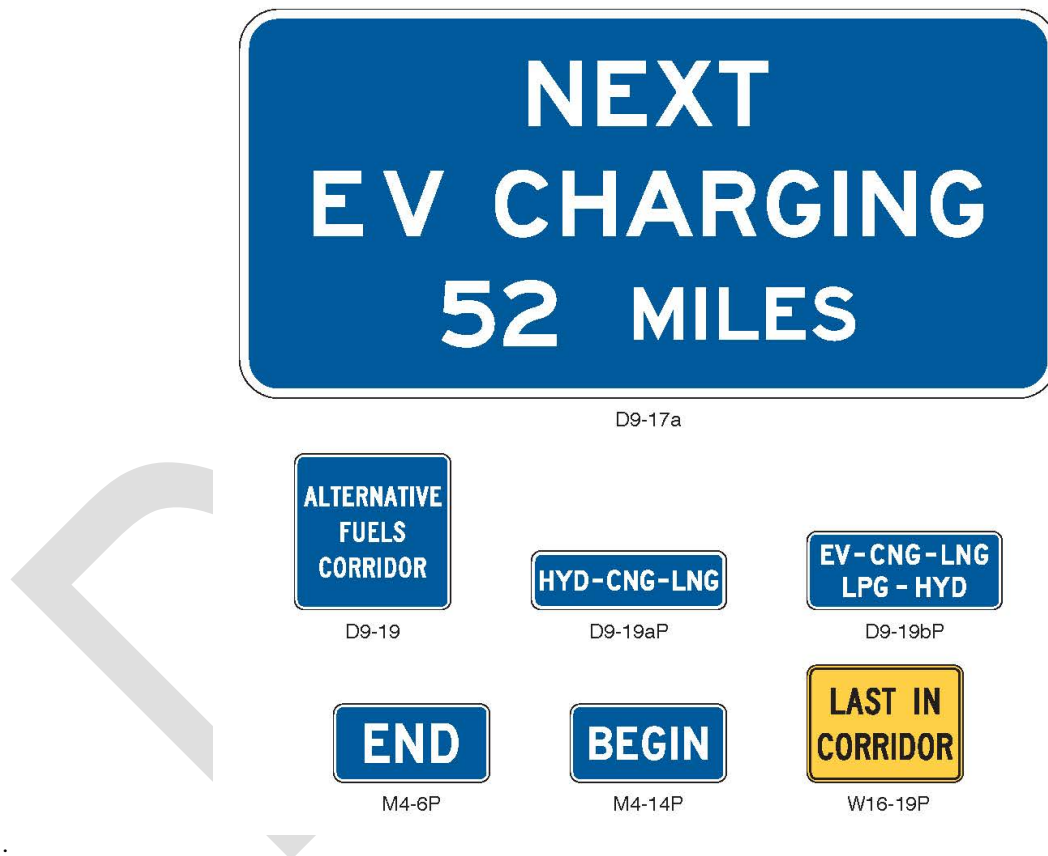 NEXT
EV CHARGING
52 MILES
D9-17a
ALTERNATIVE
FUELS
CORRIDOR
D9-19
HYD-CNG-LNG
D9-19aP
EV-CNG-LNG
LPG-HYD
D9-19bP
END
M4-6P
BEGIN
M4-14P
LAST IN
CORRIDOR
W16-19P
.